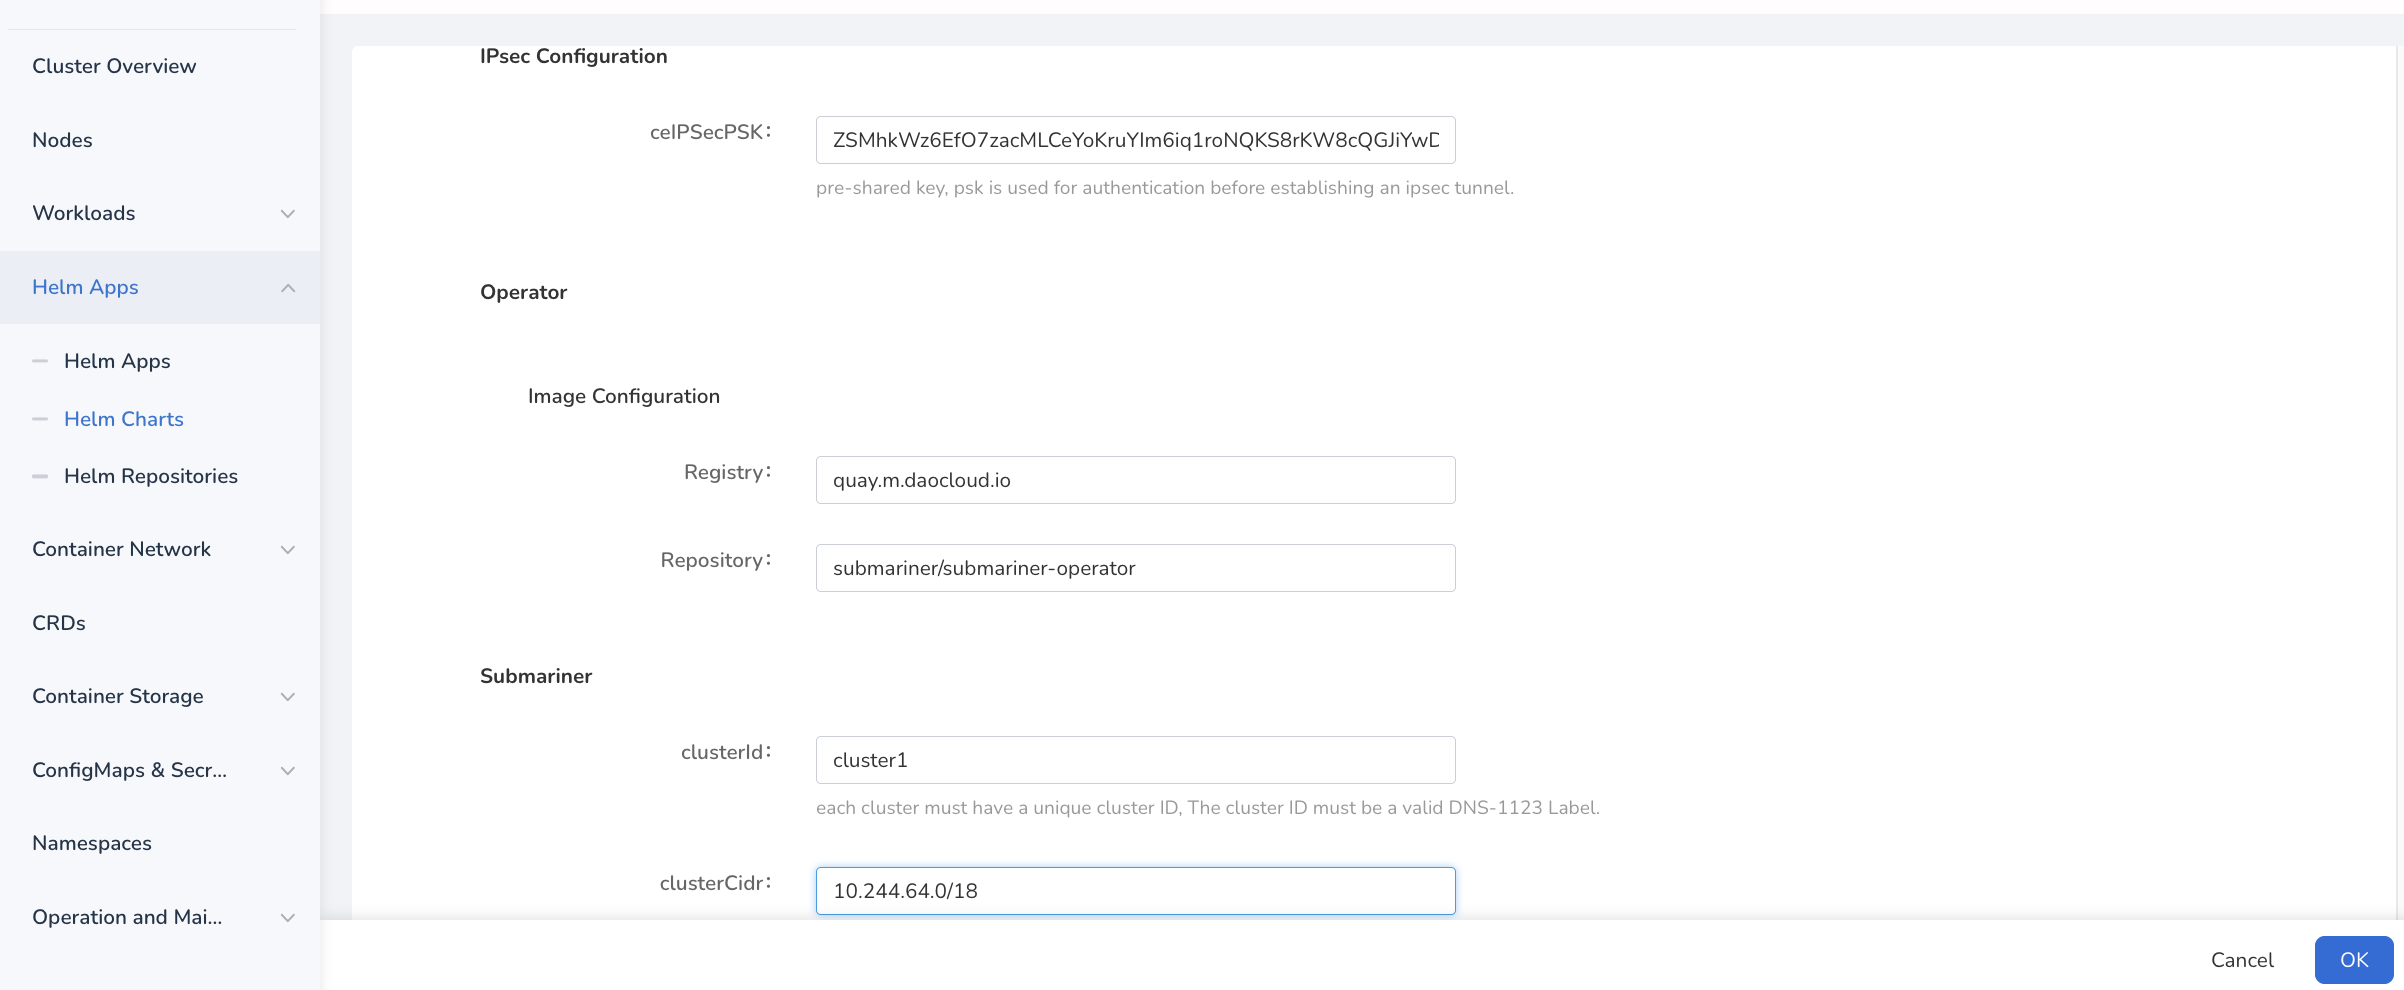 Cluster Overview
Nodes
Workloads
Helm Apps
Helm Apps
Helm Charts
Helm Repositories
Container Network
CRDs
Container Storage
ConfigMaps & Secr...
Namespaces
Operation and Mai...
IPsec Configuration
ceIPSecPSK:
ZSMhkWz6EfO7zacMLCeYoKruYIm6iq1roNQKS8rKW8cQGJiYwD
pre-shared key, psk is used for authentication before establishing an ipsec tunnel.
Operator
Image Configuration
Registry:
quay.m.daocloud.io
Repository:
submariner/submariner-operator
Submariner
clusterId:
cluster1
each cluster must have a unique cluster ID, The cluster ID must be a valid DNS-1123 Label.
clusterCidr:
10.244.64.0/18
Cancel
OK